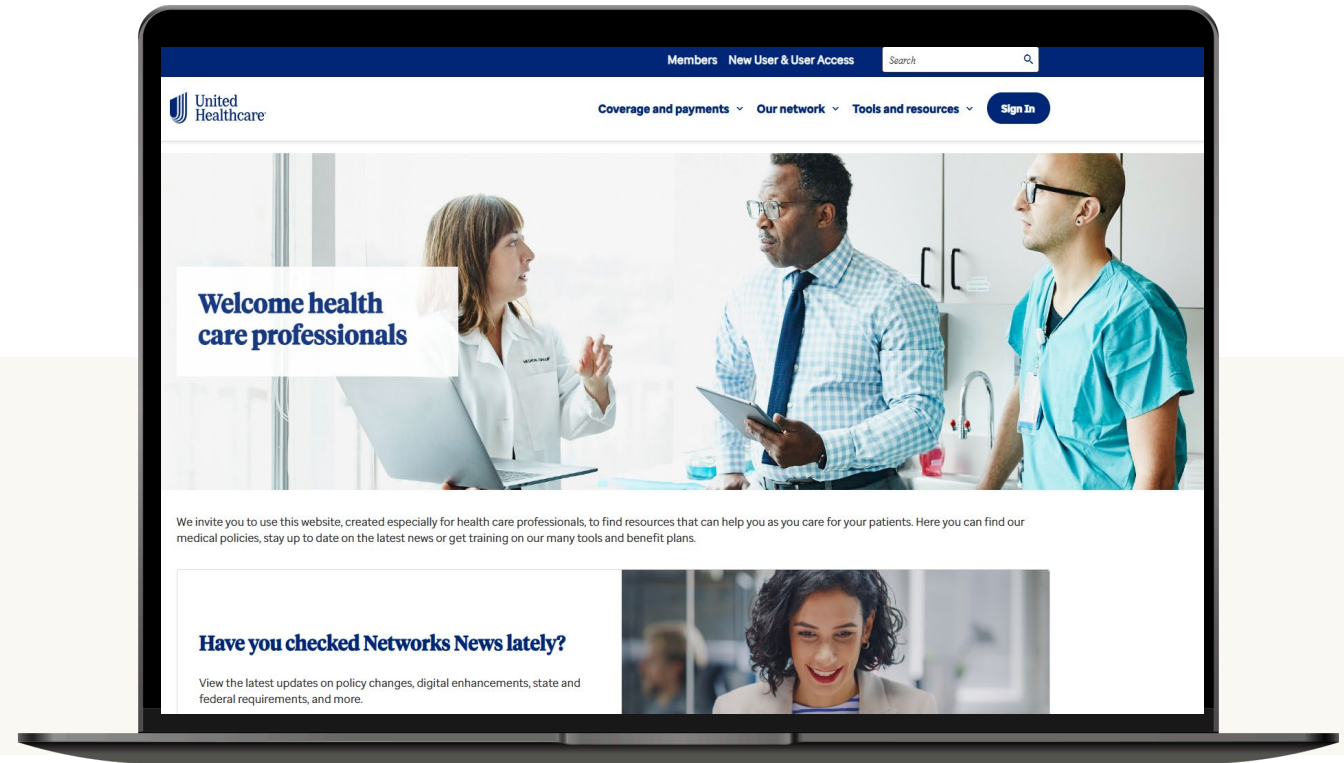 Members New User & User Access Search
United
Healthcare
Coverage and payments Our network Tools and resources Sign In
Welcome health
care professionals
We invite you to use this website, created especially for health care professionals, to find resources that can help you as you care for your patients. Here you can find our
medical policies, stay up to date on the latest news or get training on our many tools and benefit plans.
Have you checked Networks News lately?
View the latest updates on policy changes, digital enhancements, state and
federal requirements, and more.